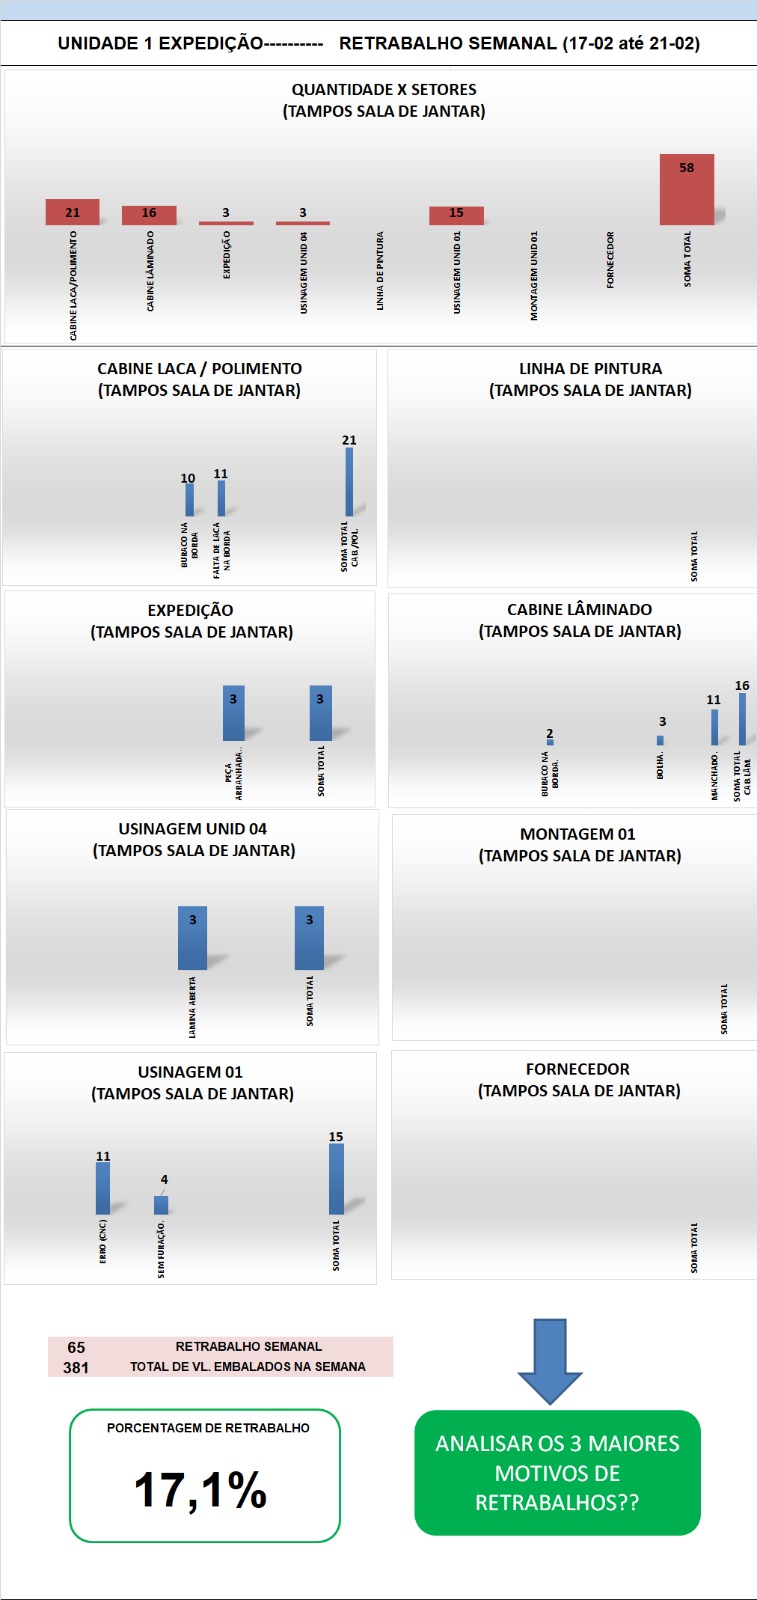 UNIDADE 1 EXPEDIÇÃO---------- RETRABALHO SEMANAL (17-02 até 21-02)
QUANTIDADE X SETORES
(TAMPOS SALA DE JANTAR)
21
16
3
3
15
58
CABINE LACA/POLIMENTO
CABINE LÂMINADO
EXPEDIÇÃO
USINAGEM UNID 04
LINHA DE PINTURA
USINAGEM UNID 01
MONTAGEM UNID 01
FORNECEDOR
SOMA TOTAL
CABINE LACA / POLIMENTO
(TAMPOS SALA DE JANTAR)
10
11
21
BURACO NA
BORDA
FALTA DE LACA
NA BORDA
SOMA TOTAL
CAB./POL.
LINHA DE PINTURA
(TAMPOS SALA DE JANTAR)
SOMA TOTAL
EXPEDIÇÃO
(TAMPOS SALA DE JANTAR)
3
3
PEÇA
ARRANHADA..
SOMA TOTAL
CABINE LÂMINADO
(TAMPOS SALA DE JANTAR)
2
3
11
16
BURACO NA
BORDA.
BOLHA.
MANCHADO.
SOMA TOTAL
CAB.LÂM.
USINAGEM UNID 04
(TAMPOS SALA DE JANTAR)
3
3
LAMINA ABERTA
SOMA TOTAL
MONTAGEM 01
(TAMPOS SALA DE JANTAR)
SOMA TOTAL
USINAGEM 01
(TAMPOS SALA DE JANTAR)
11
4
15
ERRO (CNC)
SEM FURAÇÃO.
SOMA TOTAL
FORNECEDOR
(TAMPOS SALA DE JANTAR)
SOMA TOTAL
65 RETRABALHO SEMANAL
381 TOTAL DE VL. EMBALADOS NA SEMANA
PORCENTAGEM DE RETRABALHO
17,1%
ANALISAR OS 3 MAIORES
MOTIVOS DE
RETRABALHOS??